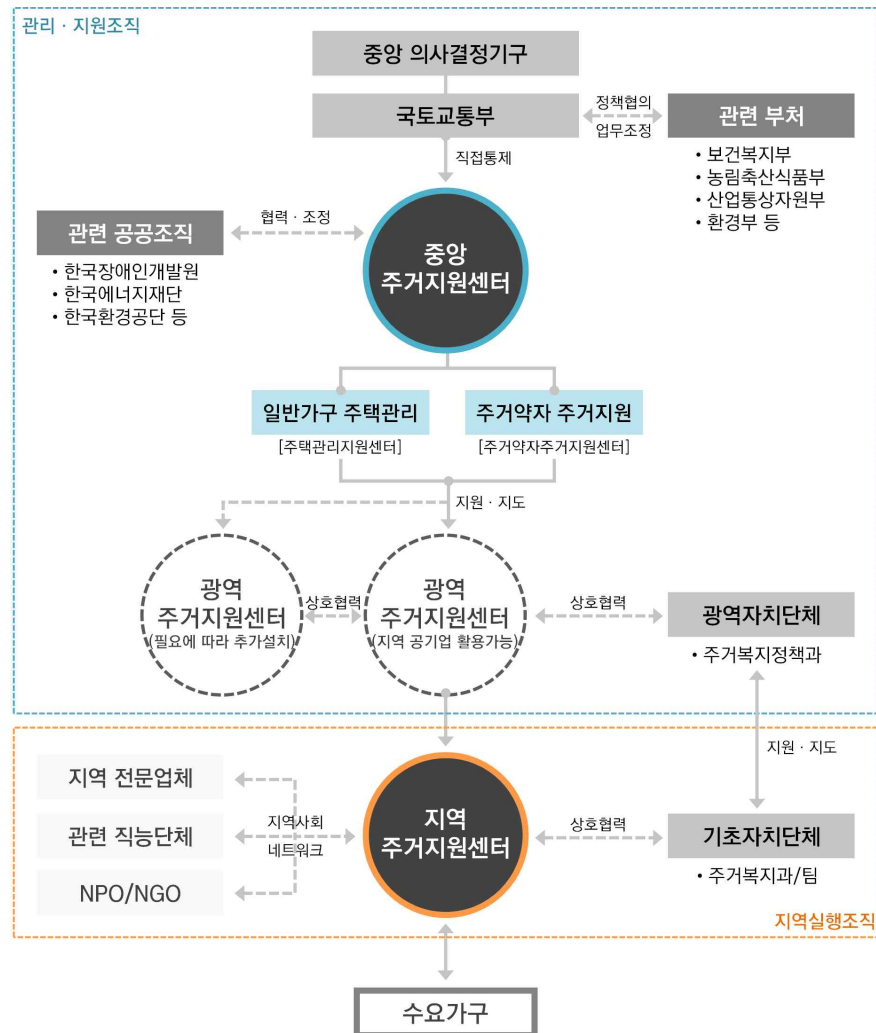 관리 · 지원조직
중앙 의사결정기구
국토교통부
정책협의
업무조정
관련 부처
• 보건복지부
• 농림축산식품부
• 산업통상자원부
• 환경부 등
직접통제
관련 공공조직
• 한국장애인개발원
• 한국에너지재단
• 한국환경공단 등
협력 · 조정
중앙
주거지원센터
일반가구 주택관리
[주택관리지원센터]
주거약자 주거지원
[주거약자주거지원센터]
지원 · 지도
광역
주거지원센터
(필요에 따라 추가설치)
상호협력
광역
주거지원센터
(지역 공기업 활용가능)
상호협력
광역자치단체
• 주거복지정책과
지원 · 지도
지역 전문업체
관련 직능단체
NPO/NGO
지역사회
네트워크
지역
주거지원센터
상호협력
기초자치단체
• 주거복지과/팀
지역실행조직
수요가구